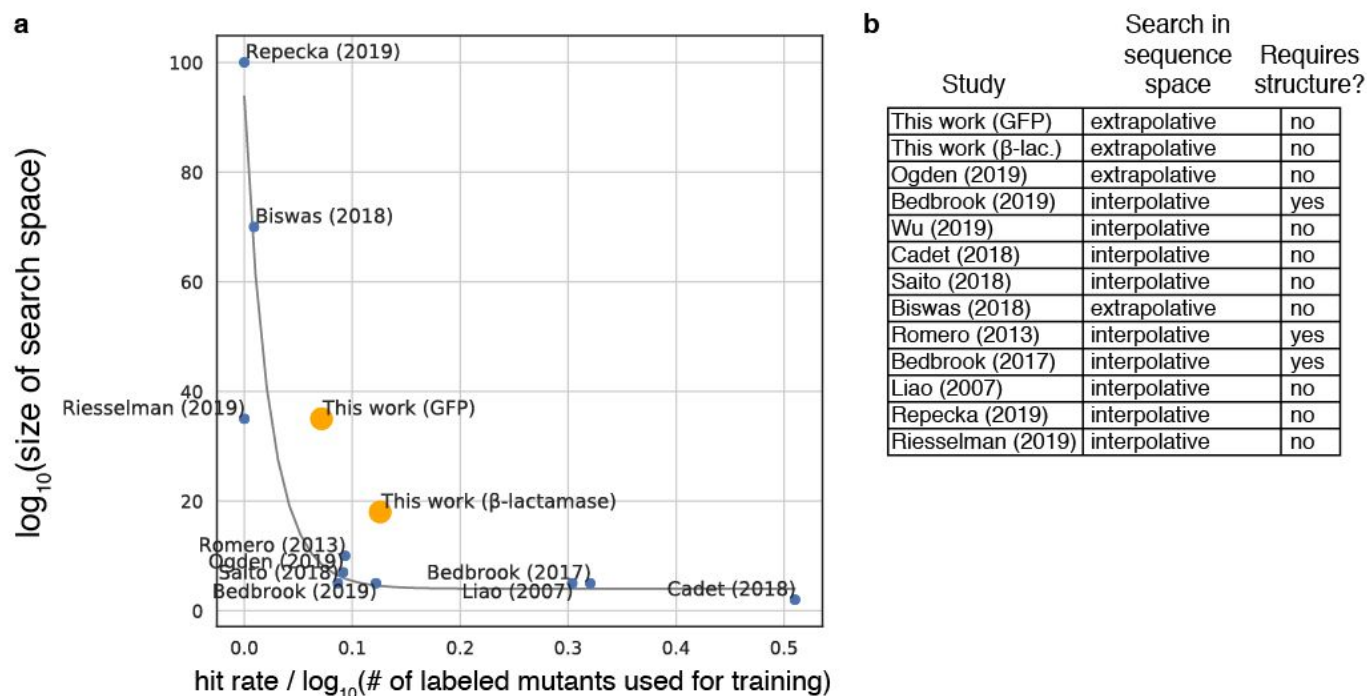 a
Repecka (2019)
100
Biswas (2018)
80
60
40
Riesselman (2019)
This work (GFP)
20
This work (β-lactamase)
Romero (2013)
Ogden (2019)
Saito (2018)
Bedbrook (2017)
Bedbrook (2019)
Liao (2007)
Cadet (2018)
0
0.0 0.1 0.2 0.3 0.4 0.5
log10(size of search space)
hit rate / log10(# of labeled mutants used for training)
b
Study Search in sequence space Requires structure?
This work (GFP) extrapolative no
This work (β-lac.) extrapolative no
Ogden (2019) extrapolative no
Bedbrook (2019) interpolative yes
Wu (2019) interpolative no
Cadet (2018) interpolative no
Saito (2018) interpolative no
Biswas (2018) extrapolative no
Romero (2013) interpolative yes
Bedbrook (2017) interpolative yes
Liao (2007) interpolative no
Repecka (2019) interpolative no
Riesselman (2019) interpolative no